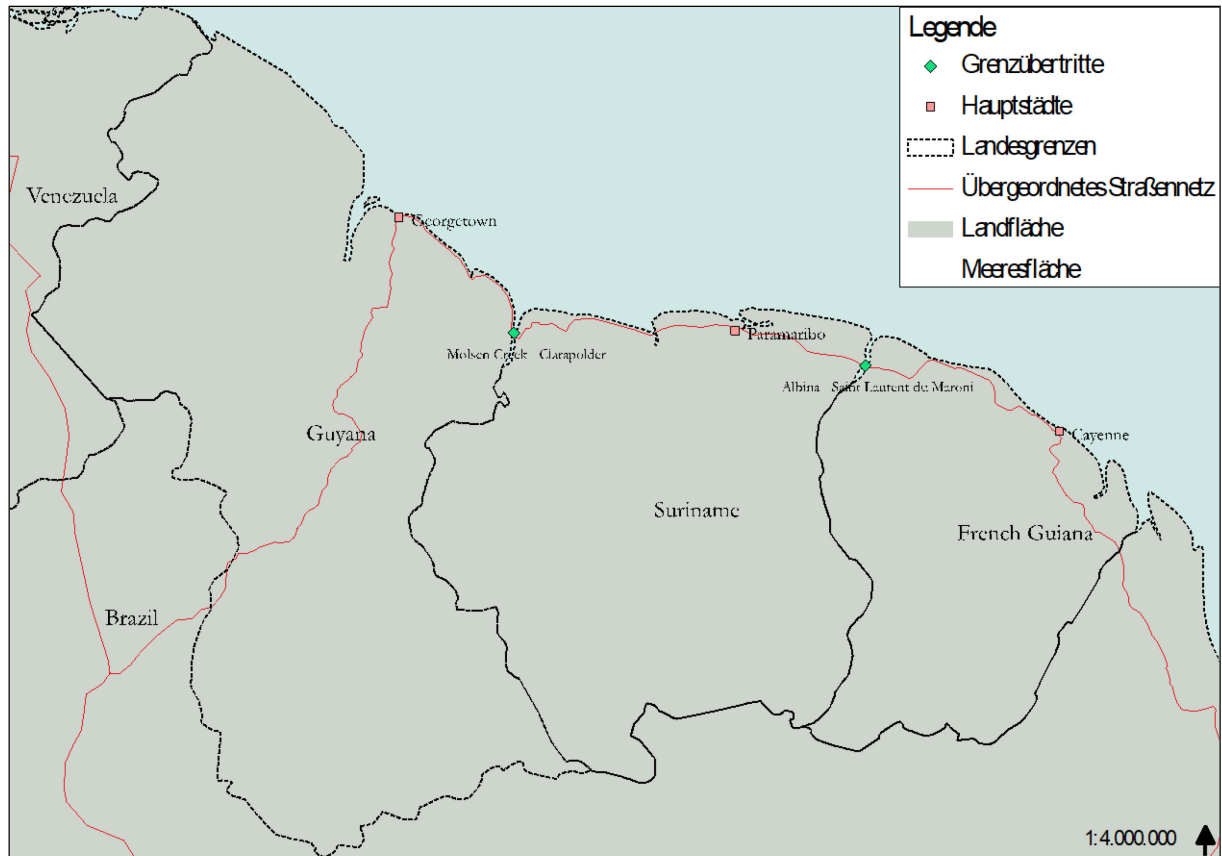 Legende
Grenzübertritte
Hauptstädte
Landesgrenzen
Übergeordnetes Straßennetz
Landfläche
Meeresfläche
Venezuela
Georgetown
Molsen Creek - Clarapolder
Paramaribo
Albina - Saint Laurent du Maroni
Guyana
Cayenne
Suriname
French Guiana
Brazil
1:4.000.000